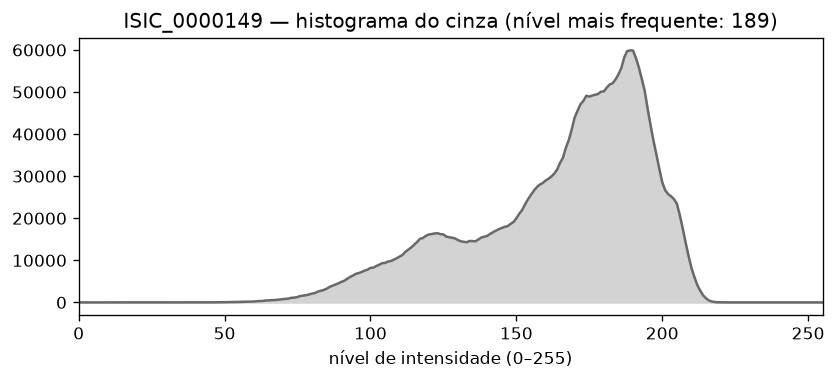 ISIC_0000149 — histograma do cinza (nível mais frequente: 189)
60000
50000
40000
30000
20000
10000
0
0 50 100 150 200 250
nível de intensidade (0–255)